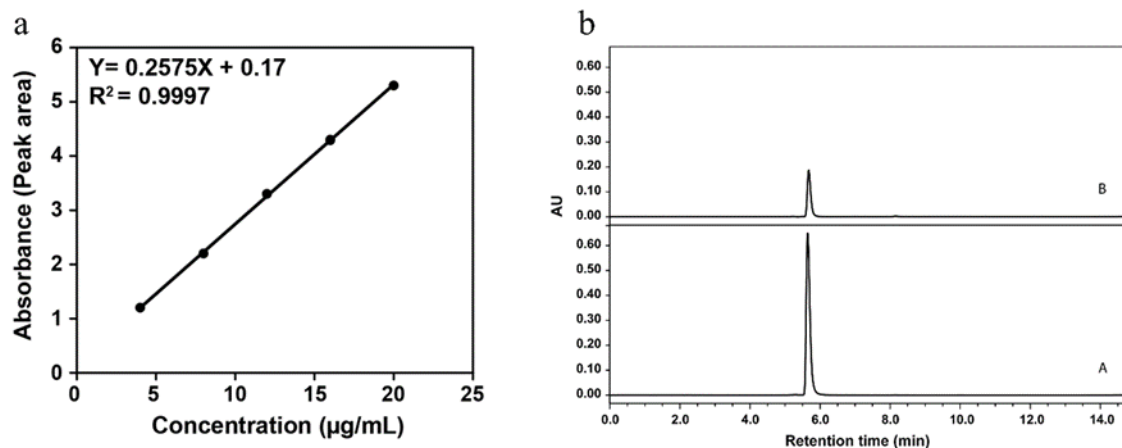 a
Y= 0.2575X + 0.17
R² = 0.9997
Absorbance (Peak area)
6
5
4
3
2
1
0
0 5 10 15 20 25
Concentration (µg/mL)
b
AU
0.60
0.50
0.40
0.30
0.20
0.10
0.00
B
0.60
0.50
0.40
0.30
0.20
0.10
0.00
A
0.0 2.0 4.0 6.0 8.0 10.0 12.0 14.0
Retention time (min)